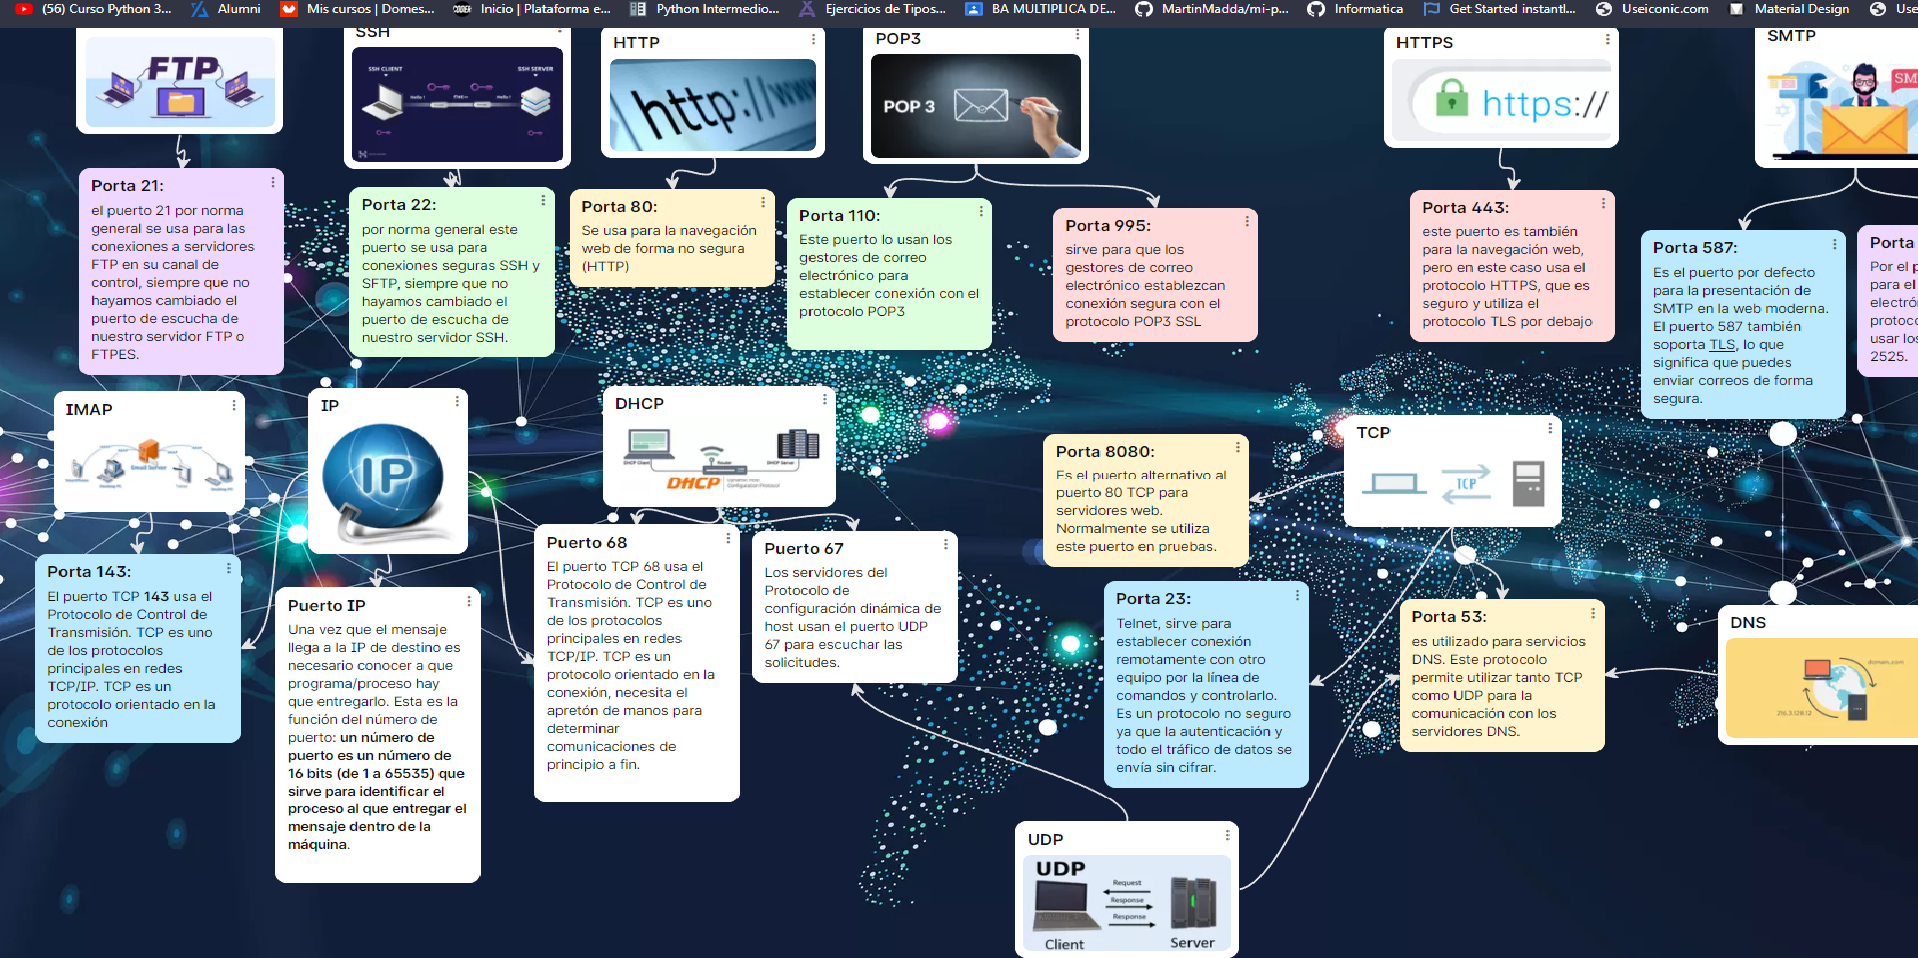 (56) Curso Python 3...
Alumni
Mis cursos | Domes...
Inicio | Plataforma e...
Python Intermedio....
Ejercicios de Tipos...
BA MULTIPLICA DE...
MartinMadda/mi-p...
Informatica
Get Started instantl...
Useiconic.com
Material Design
Use
FTP
SSH
SSH CLIENT
SSH SERVER
HTTP
http://ww
POP3
POP 3
HTTPS
https://
SMTP
SM
Porta 21:
el puerto 21 por norma
general se usa para las
conexiones a servidores
FTP en su canal de
control, siempre que no
hayamos cambiado el
puerto de escucha de
nuestro servidor FTP o
FTPES.
Porta 22:
por norma general este
puerto se usa para
conexiones seguras SSH y
SFTP, siempre que no
hayamos cambiado el
puerto de escucha de
nuestro servidor SSH.
Porta 80:
Se usa para la navegación
web de forma no segura
(HTTP)
Porta 110:
Este puerto lo usan los
gestores de correo
electrónico para
establecer conexión con el
protocolo POP3
Porta 995:
sirve para que los
gestores de correo
electrónico establezcan
conexión segura con el
protocolo POP3 SSL
Porta 443:
este puerto es también
para la navegación web,
pero en este caso usa el
protocolo HTTPS, que es
seguro y utiliza el
protocolo TLS por debajo
Porta 587:
Es el puerto por defecto
para la presentación de
SMTP en la web moderna.
El puerto 587 también
soporta TLS, lo que
significa que puedes
enviar correos de forma
segura.
Porta
Por el p
para el
electró
protoco
usar los
2525.
IMAP
Email Server
IP
IP
DHCP
DHCP Client
Router
DHCP Server
DHCP
TCP
TCP
Porta 8080:
Es el puerto alternativo al
puerto 80 TCP para
servidores web.
Normalmente se utiliza
este puerto en pruebas.
Porta 143:
El puerto TCP 143 usa el
Protocolo de Control de
Transmisión. TCP es uno
de los protocolos
principales en redes
TCP/IP. TCP es un
protocolo orientado en la
conexión
Puerto IP
Una vez que el mensaje
llega a la IP de destino es
necesario conocer a que
programa/proceso hay
que entregarlo. Esta es la
función del número de
puerto: un número de
puerto es un número de
16 bits (de 1 a 65535) que
sirve para identificar el
proceso al que entregar el
mensaje dentro de la
máquina.
Puerto 68
El puerto TCP 68 usa el
Protocolo de Control de
Transmisión. TCP es uno
de los protocolos
principales en redes
TCP/IP. TCP es un
protocolo orientado en la
conexión, necesita el
apretón de manos para
determinar
comunicaciones de
principio a fin.
Puerto 67
Los servidores del
Protocolo de
configuración dinámica de
host usan el puerto UDP
67 para escuchar las
solicitudes.
Porta 23:
Telnet, sirve para
establecer conexión
remotamente con otro
equipo por la línea de
comandos y controlarlo.
Es un protocolo no seguro
ya que la autenticación y
todo el tráfico de datos se
envía sin cifrar.
Porta 53:
es utilizado para servicios
DNS. Este protocolo
permite utilizar tanto TCP
como UDP para la
comunicación con los
servidores DNS.
DNS
domain.com
UDP
UDP
Request
Response
Response
Client
Server